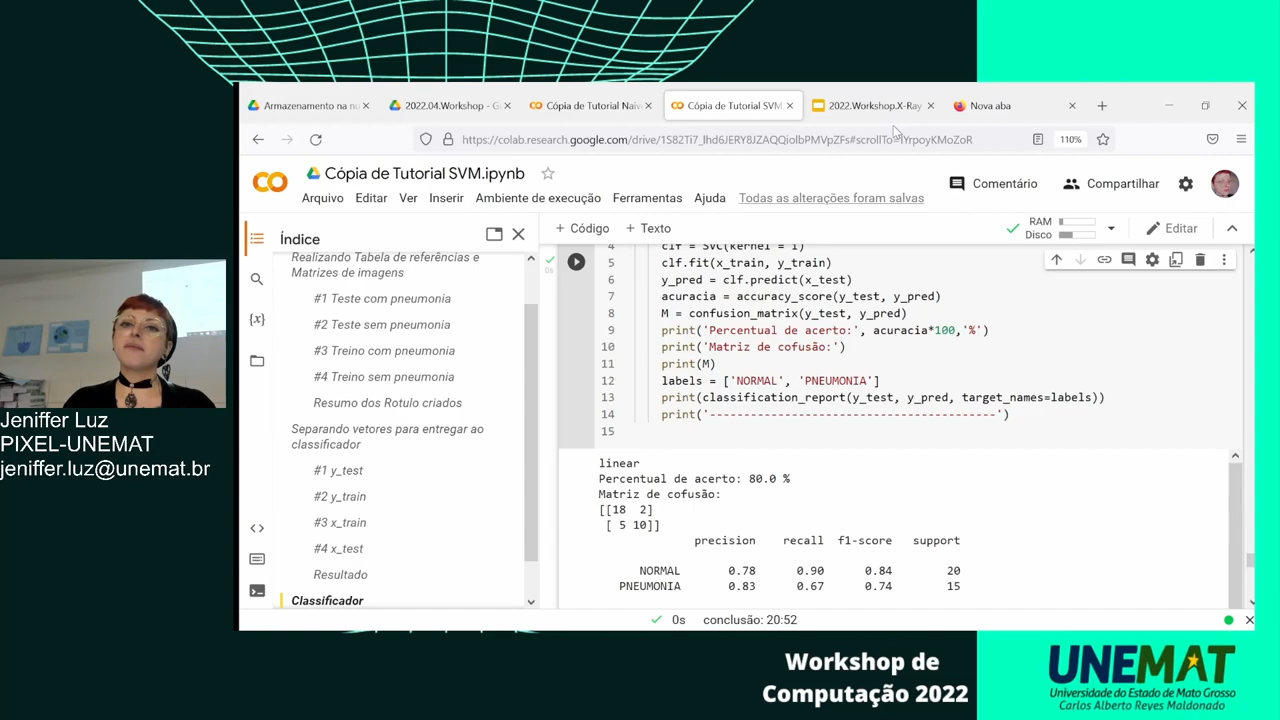 Armazenamento na nu
2022.04.Workshop - G
Cópia de Tutorial Naiv
Cópia de Tutorial SVM
2022.Workshop.X-Ray
Nova aba
110%
Cópia de Tutorial SVM.ipynb
Comentário
Compartilhar
Arquivo Editar Ver Inserir Ambiente de execução Ferramentas Ajuda Todas as alterações foram salvas
+ Código + Texto
RAM
Disco
Editar
Índice
Realizando Tabela de referências e
Matrizes de imagens
#1 Teste com pneumonia
#2 Teste sem pneumonia
#3 Treino com pneumonia
#4 Treino sem pneumonia
Resumo dos Rotulo criados
Separando vetores para entregar ao
classificador
#1 y_test
#2 y_train
#3 x_train
#4 x_test
Resultado
Classificador
0s
4 clf = SVC(kernel = i)
5 clf.fit(x_train, y_train)
6 y_pred = clf.predict(x_test)
7 acuracia = accuracy_score(y_test, y_pred)
8 M = confusion_matrix(y_test, y_pred)
9 print('Percentual de acerto:', acuracia*100,'%')
10 print('Matriz de cofusão:')
11 print(M)
12 labels = ['NORMAL', 'PNEUMONIA']
13 print(classification_report(y_test, y_pred, target_names=labels))
14 print('--------------------------------------')
15
linear
Percentual de acerto: 80.0 %
Matriz de cofusão:
[[18 2]
[ 5 10]]
precision recall f1-score support
NORMAL 0.78 0.90 0.84 20
PNEUMONIA 0.83 0.67 0.74 15
0s conclusão: 20:52
Jeniffer Luz
PIXEL-UNEMAT
jeniffer.luz@unemat.br
Workshop de
Computação 2022
UNEMAT
Universidade do Estado de Mato Grosso
Carlos Alberto Reyes Maldonado